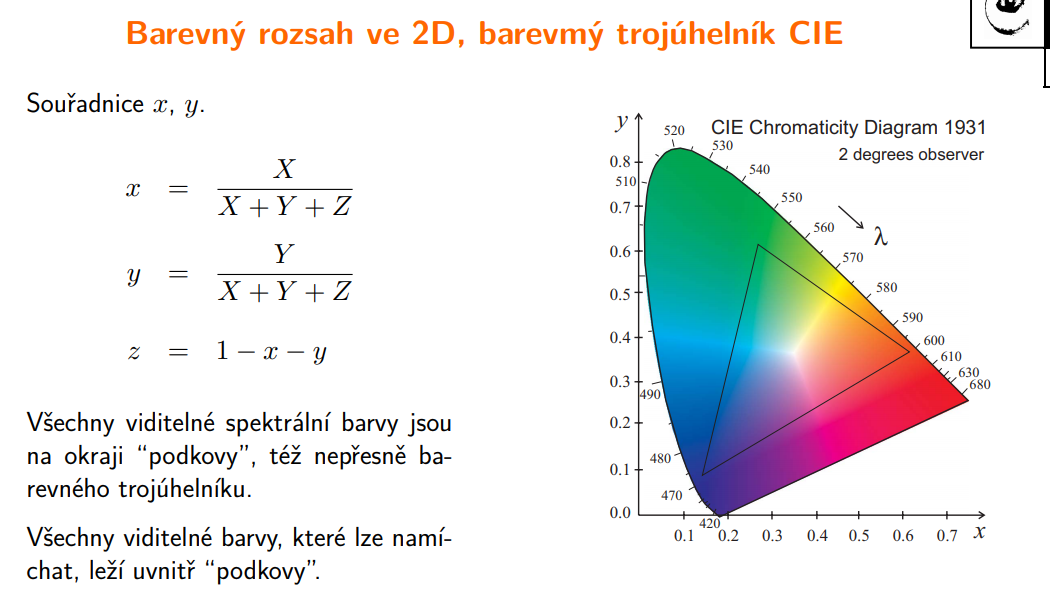 Barevný rozsah ve 2D, barevmý trojúhelník CIE
Souřadnice x, y.
x = X / X + Y + Z
y = Y / X + Y + Z
z = 1 − x − y
Všechny viditelné spektrální barvy jsou
na okraji “podkovy”, též nepřesně ba-
revného trojúhelníku.
Všechny viditelné barvy, které lze namí-
chat, leží uvnitř “podkovy”.
CIE Chromaticity Diagram 1931
2 degrees observer
y
0.8
0.7
0.6
0.5
0.4
0.3
0.2
0.1
0.0
0.1 0.2 0.3 0.4 0.5 0.6 0.7 x
420
470
480
490
510
520
530
540
550
560
570
580
590
600
610
630
680
λ